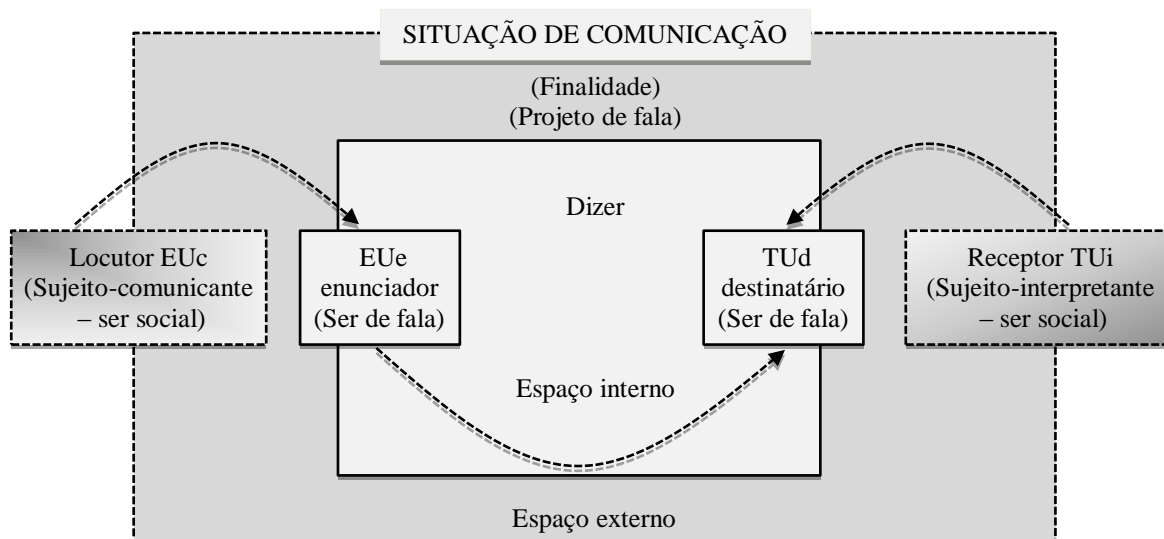 SITUAÇÃO DE COMUNICAÇÃO
(Finalidade)
(Projeto de fala)
Dizer
Locutor EUc
(Sujeito-comunicante
– ser social)
EUe
enunciador
(Ser de fala)
TUd
destinatário
(Ser de fala)
Receptor TUi
(Sujeito-interpretante
– ser social)
Espaço interno
Espaço externo